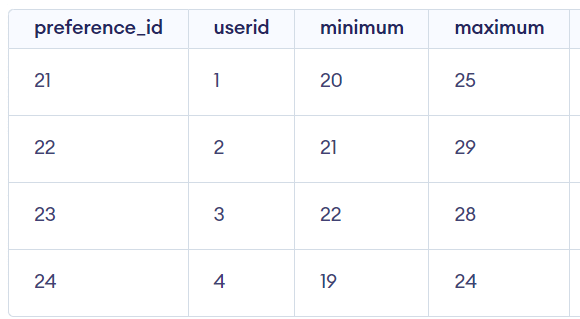 preference_id userid minimum maximum
21 1 20 25
22 2 21 29
23 3 22 28
24 4 19 24